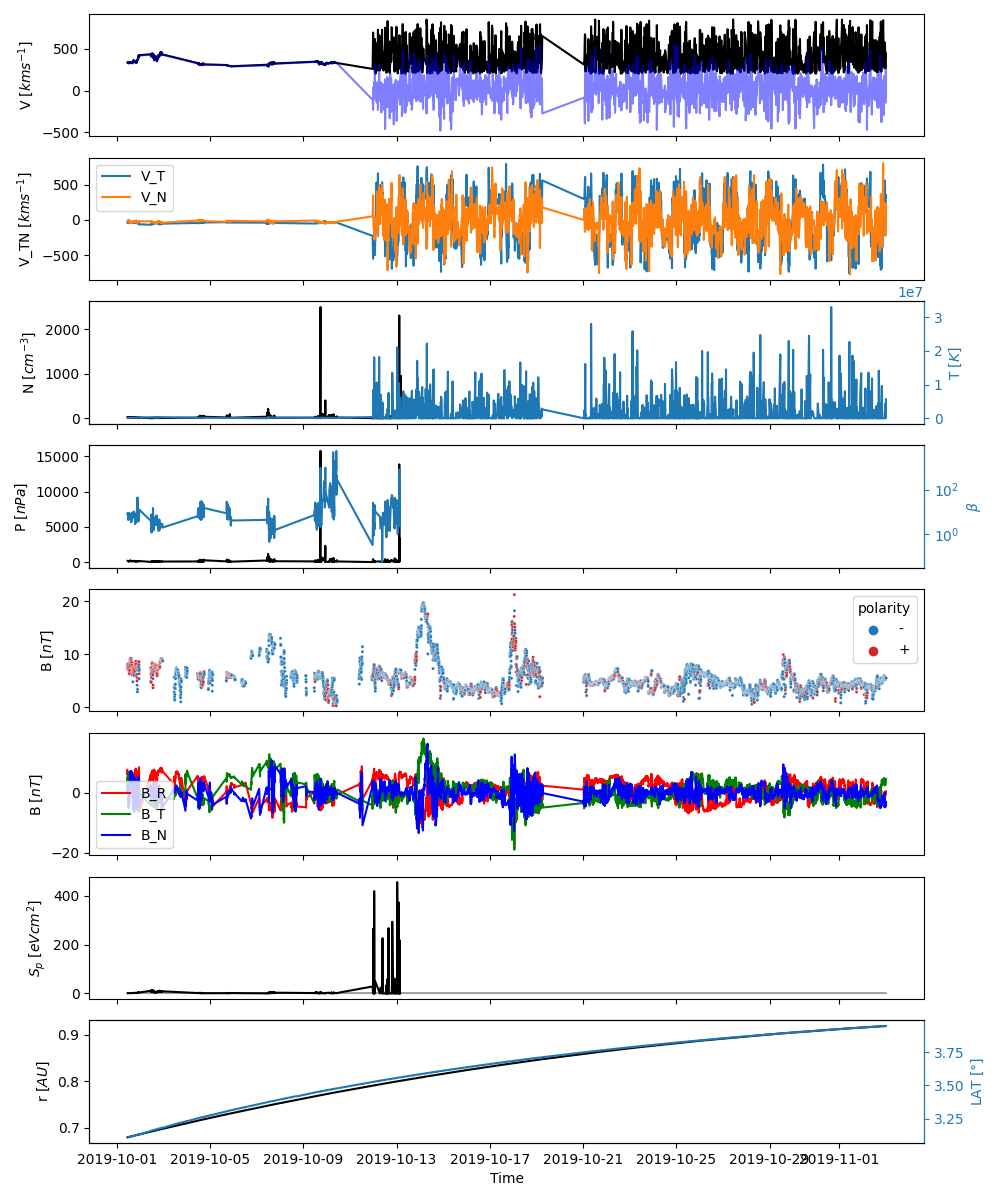 V [kms⁻¹]
500
0
−500
V_TN [kms⁻¹]
500
0
−500
V_T
V_N
N [cm⁻³]
2000
1000
0
1e7
3
2
1
0
T [K]
P [nPa]
15000
10000
5000
0
10²
10⁰
β
B [nT]
20
10
0
polarity
-
+
B [nT]
0
−20
B_R
B_T
B_N
Sₚ [eVcm²]
400
200
0
r [AU]
0.9
0.8
0.7
3.75
3.50
3.25
LAT [°]
2019-10-01 2019-10-05 2019-10-09 2019-10-13 2019-10-17 2019-10-21 2019-10-25 2019-10-29 2019-11-01
Time